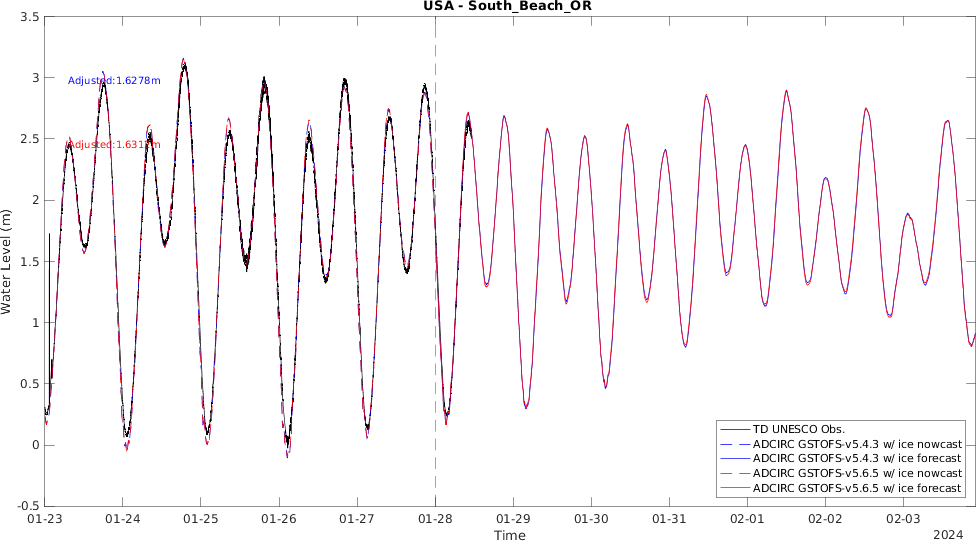 USA - South_Beach_OR
3.5
3
2.5
2
1.5
1
0.5
0
-0.5
Water Level (m)
Adjusted:1.6278m
TD UNESCO Obs.
ADCIRC GSTOFS-v5.4.3 w/ ice nowcast
ADCIRC GSTOFS-v5.4.3 w/ ice forecast
ADCIRC GSTOFS-v5.6.5 w/ ice nowcast
ADCIRC GSTOFS-v5.6.5 w/ ice forecast
01-23 01-24 01-25 01-26 01-27 01-28 01-29 01-30 01-31 02-01 02-02 02-03
Time
2024